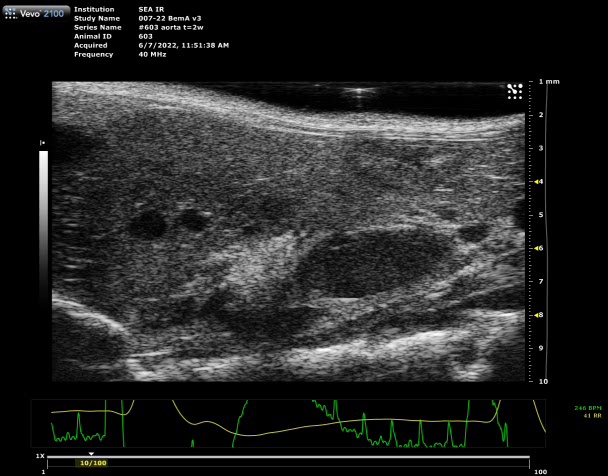 Vevo 2100
Institution SEA IR
Study Name 007-22 BemA v3
Series Name #603 aorta t=2w
Animal ID 603
Acquired 6/7/2022, 11:51:38 AM
Frequency 40 MHz
1 mm
2
3
4
5
6
7
8
9
10
246 BPM
41 RR
1X
10/100
1
100